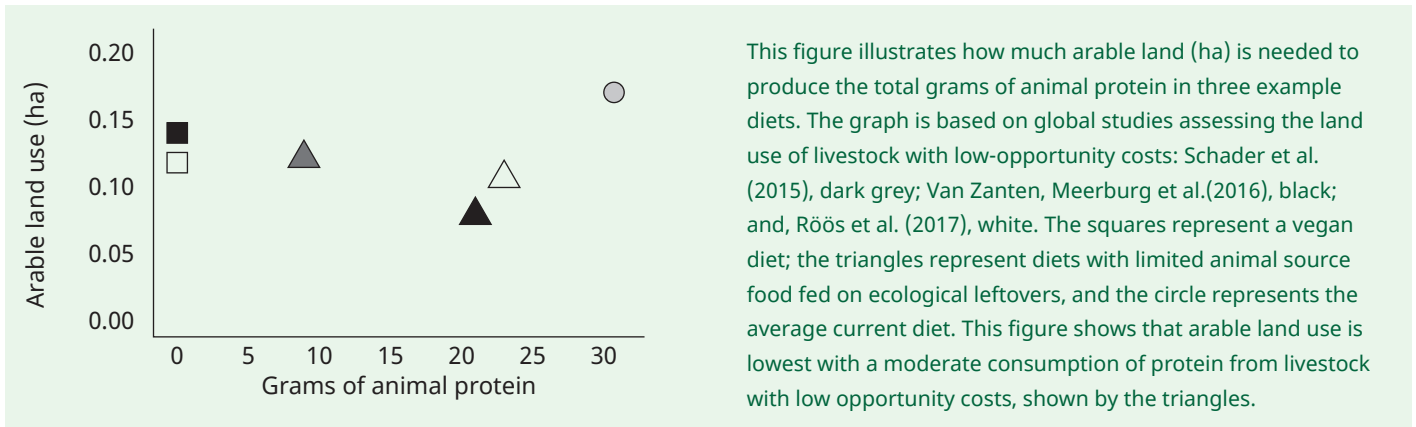 0.20
0.15
0.10
0.05
0.00
Arable land use (ha)
0 5 10 15 20 25 30
Grams of animal protein
This figure illustrates how much arable land (ha) is needed to
produce the total grams of animal protein in three example
diets. The graph is based on global studies assessing the land
use of livestock with low-opportunity costs: Schader et al.
(2015), dark grey; Van Zanten, Meerburg et al.(2016), black;
and, Röös et al. (2017), white. The squares represent a vegan
diet; the triangles represent diets with limited animal source
food fed on ecological leftovers, and the circle represents the
average current diet. This figure shows that arable land use is
lowest with a moderate consumption of protein from livestock
with low opportunity costs, shown by the triangles.